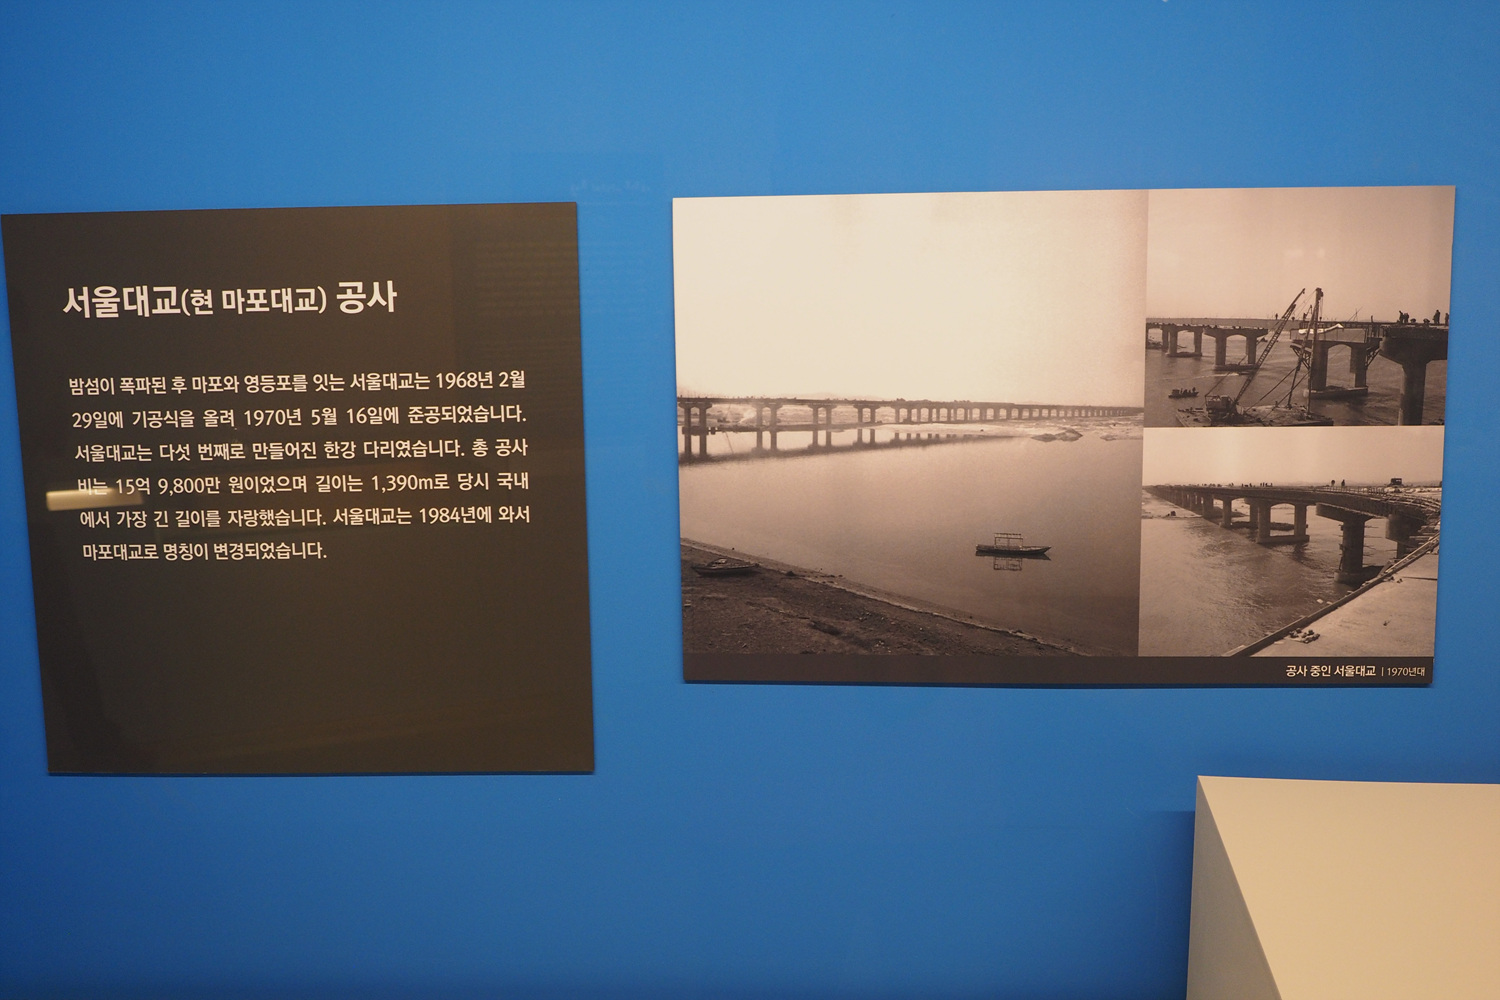 서울대교(현 마포대교) 공사
밤섬이 폭파된 후 마포와 영등포를 잇는 서울대교는 1968년 2월
29일에 기공식을 올려 1970년 5월 16일에 준공되었습니다.
서울대교는 다섯 번째로 만들어진 한강 다리였습니다. 총 공사
비는 15억 9,800만 원이었으며 길이는 1,390m로 당시 국내
에서 가장 긴 길이를 자랑했습니다. 서울대교는 1984년에 와서
마포대교로 명칭이 변경되었습니다.
공사 중인 서울대교 | 1970년대